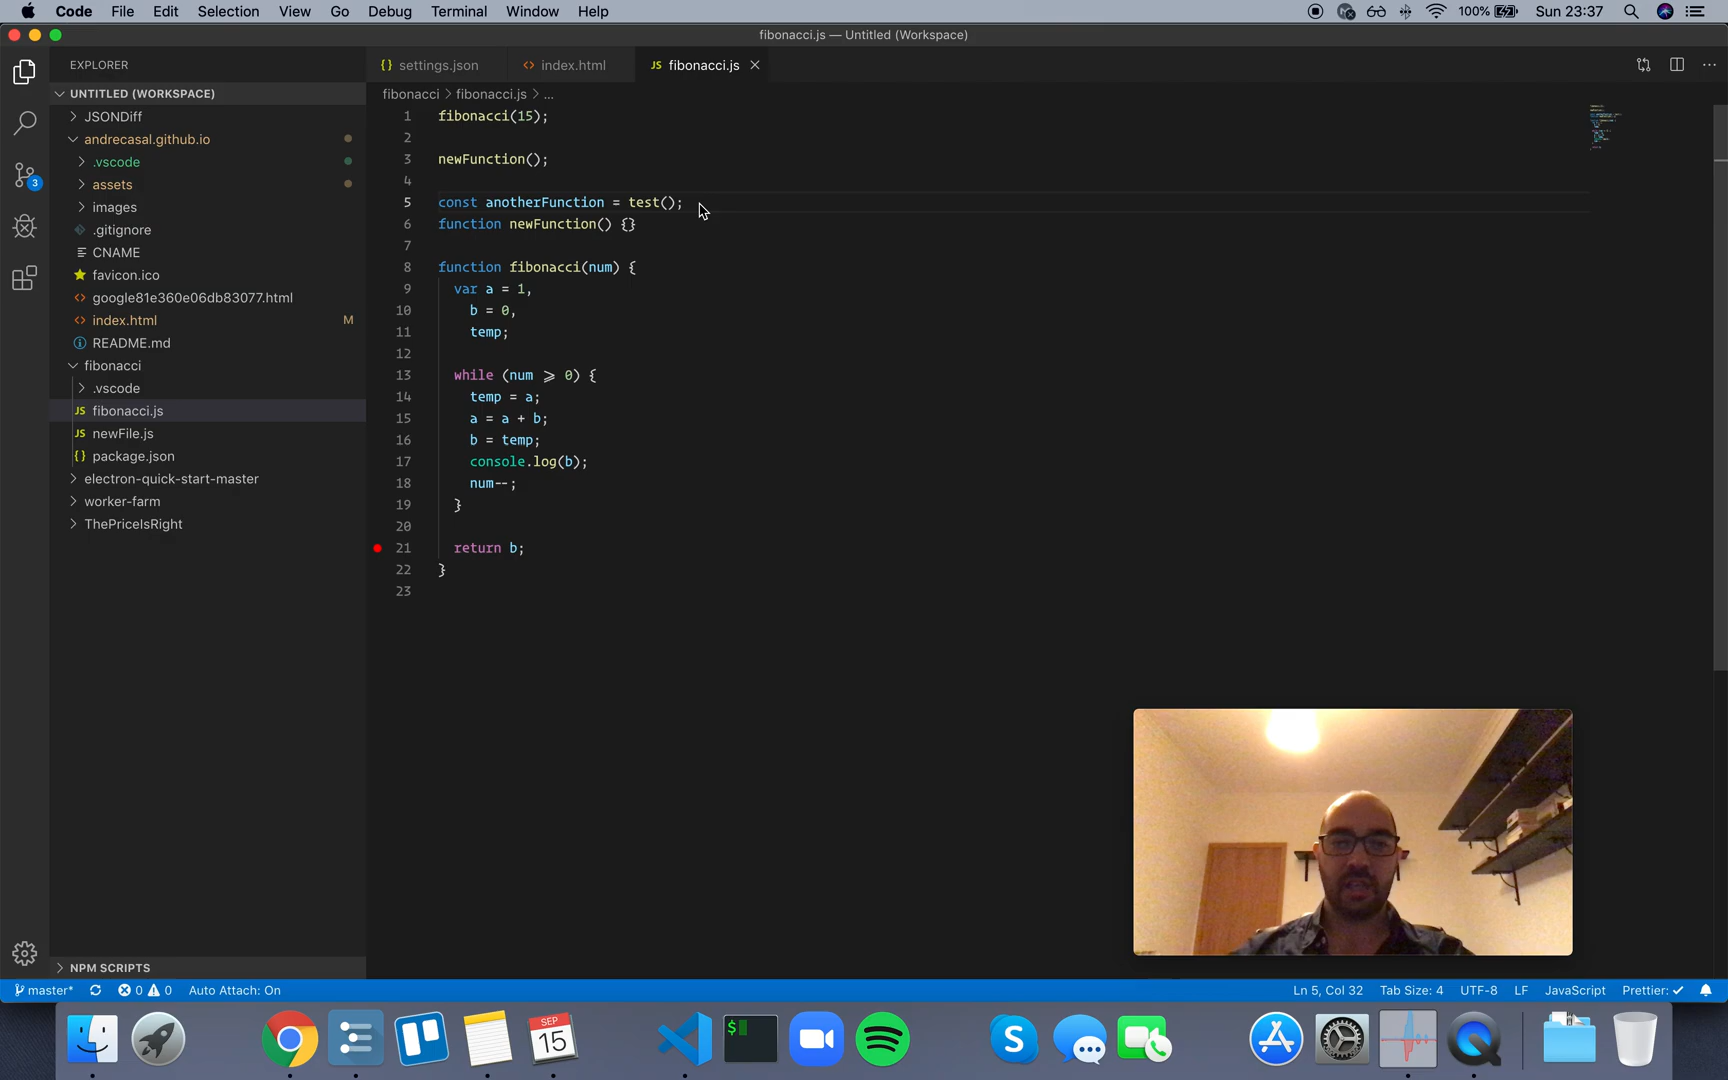 Code File Edit Selection View Go Debug Terminal Window Help 100% Sun 23:37
fibonacci.js — Untitled (Workspace)
EXPLORER
UNTITLED (WORKSPACE)
JSONDiff
andrecasal.github.io
.vscode
assets
images
.gitignore
CNAME
favicon.ico
google81e360e06db83077.html
index.html M
README.md
fibonacci
.vscode
JS fibonacci.js
JS newFile.js
{} package.json
electron-quick-start-master
worker-farm
ThePriceIsRight
NPM SCRIPTS
{} settings.json <> index.html JS fibonacci.js
fibonacci > fibonacci.js > ...
1 fibonacci(15);
2
3 newFunction();
4
5 const anotherFunction = test();
6 function newFunction() {}
7
8 function fibonacci(num) {
9 var a = 1,
10 b = 0,
11 temp;
12
13 while (num ⩾ 0) {
14 temp = a;
15 a = a + b;
16 b = temp;
17 console.log(b);
18 num--;
19 }
20
21 return b;
22 }
23
3
master* 0 0 Auto Attach: On Ln 5, Col 32 Tab Size: 4 UTF-8 LF JavaScript Prettier: ✓
SEP
15
$
S